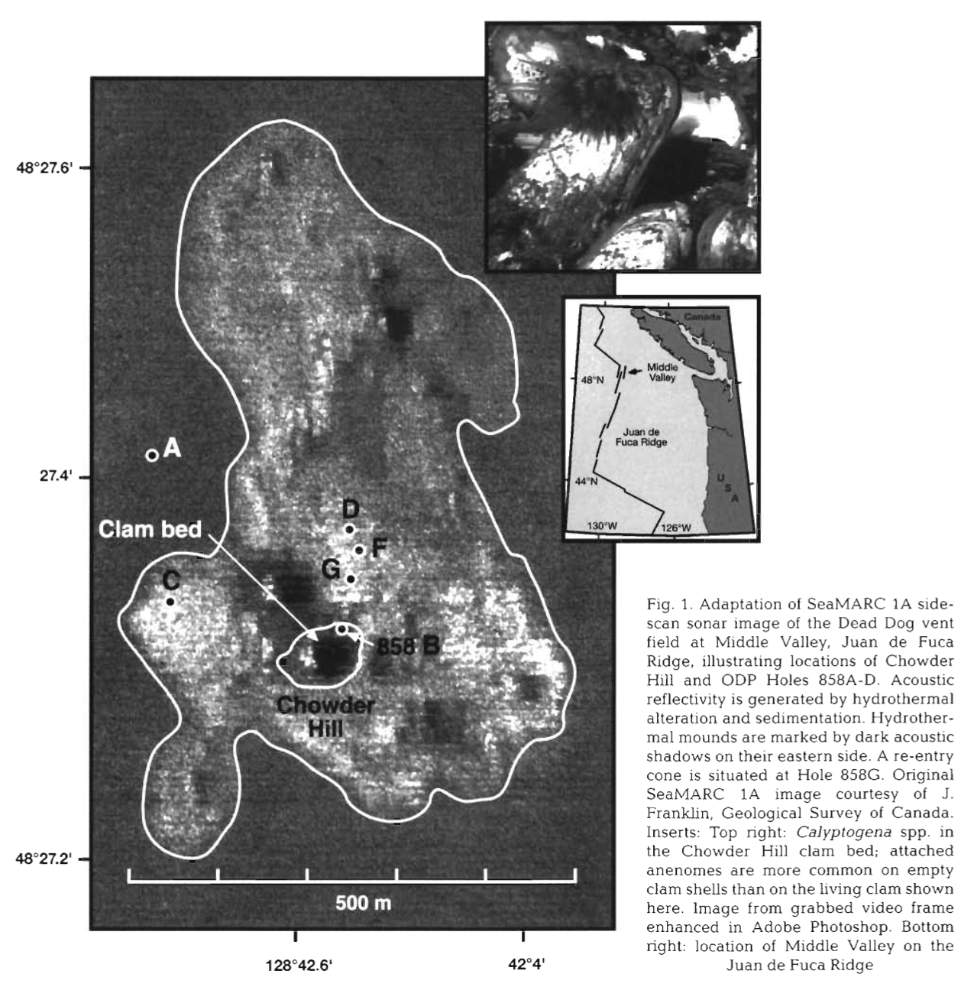 48°27.6'
A
27.4'
D
Clam bed
F
G
C
858 B
Chowder
Hill
48°27.2'
500 m
128°42.6'
42°4'
Canada
Middle
Valley
48°N
Juan de
Fuca Ridge
44°N
U
S
A
130°W
126°W
Fig. 1. Adaptation of SeaMARC 1A side-
scan sonar image of the Dead Dog vent
field at Middle Valley, Juan de Fuca
Ridge, illustrating locations of Chowder
Hill and ODP Holes 858A-D. Acoustic
reflectivity is generated by hydrothermal
alteration and sedimentation. Hydrother-
mal mounds are marked by dark acoustic
shadows on their eastern side. A re-entry
cone is situated at Hole 858G. Original
SeaMARC 1A image courtesy of J.
Franklin, Geological Survey of Canada.
Inserts: Top right: Calyptogena spp. in
the Chowder Hill clam bed; attached
anenomes are more common on empty
clam shells than on the living clam shown
here. Image from grabbed video frame
enhanced in Adobe Photoshop. Bottom
right: location of Middle Valley on the
Juan de Fuca Ridge